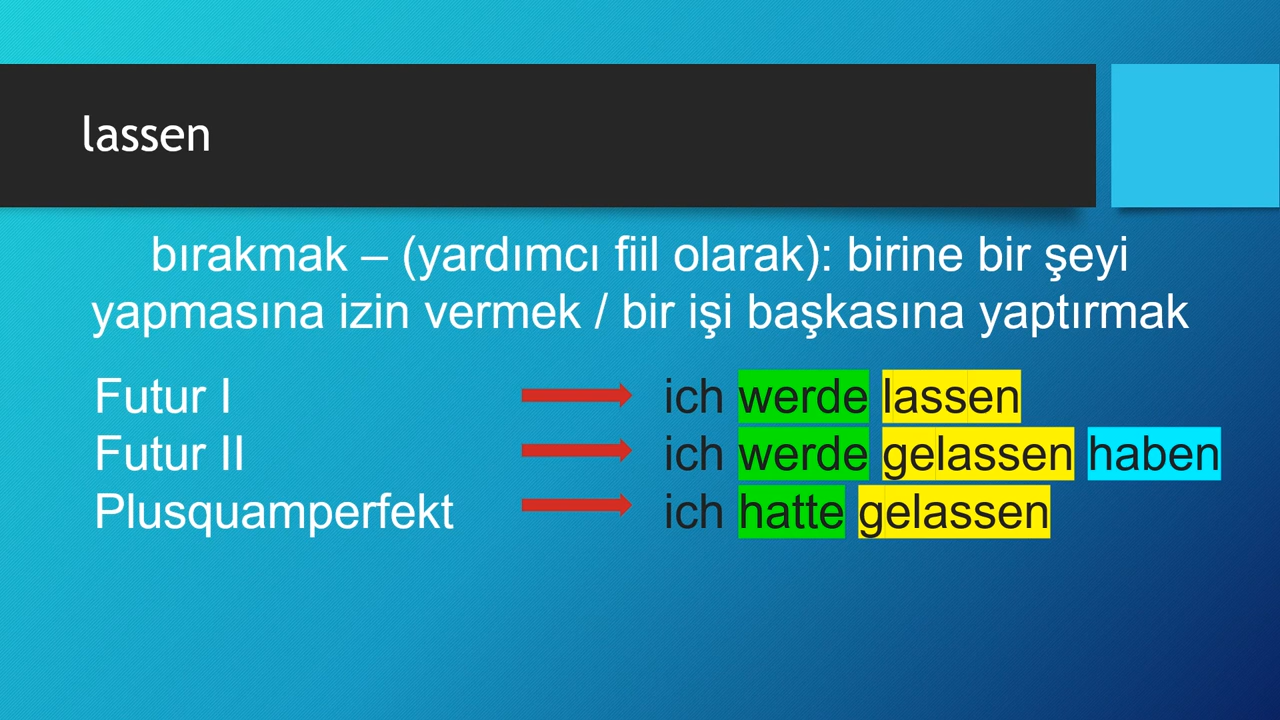 lassen
bırakmak – (yardımcı fiil olarak): birine bir şeyi
yapmasına izin vermek / bir işi başkasına yaptırmak
Futur I ich werde lassen
Futur II ich werde gelassen haben
Plusquamperfekt ich hatte gelassen